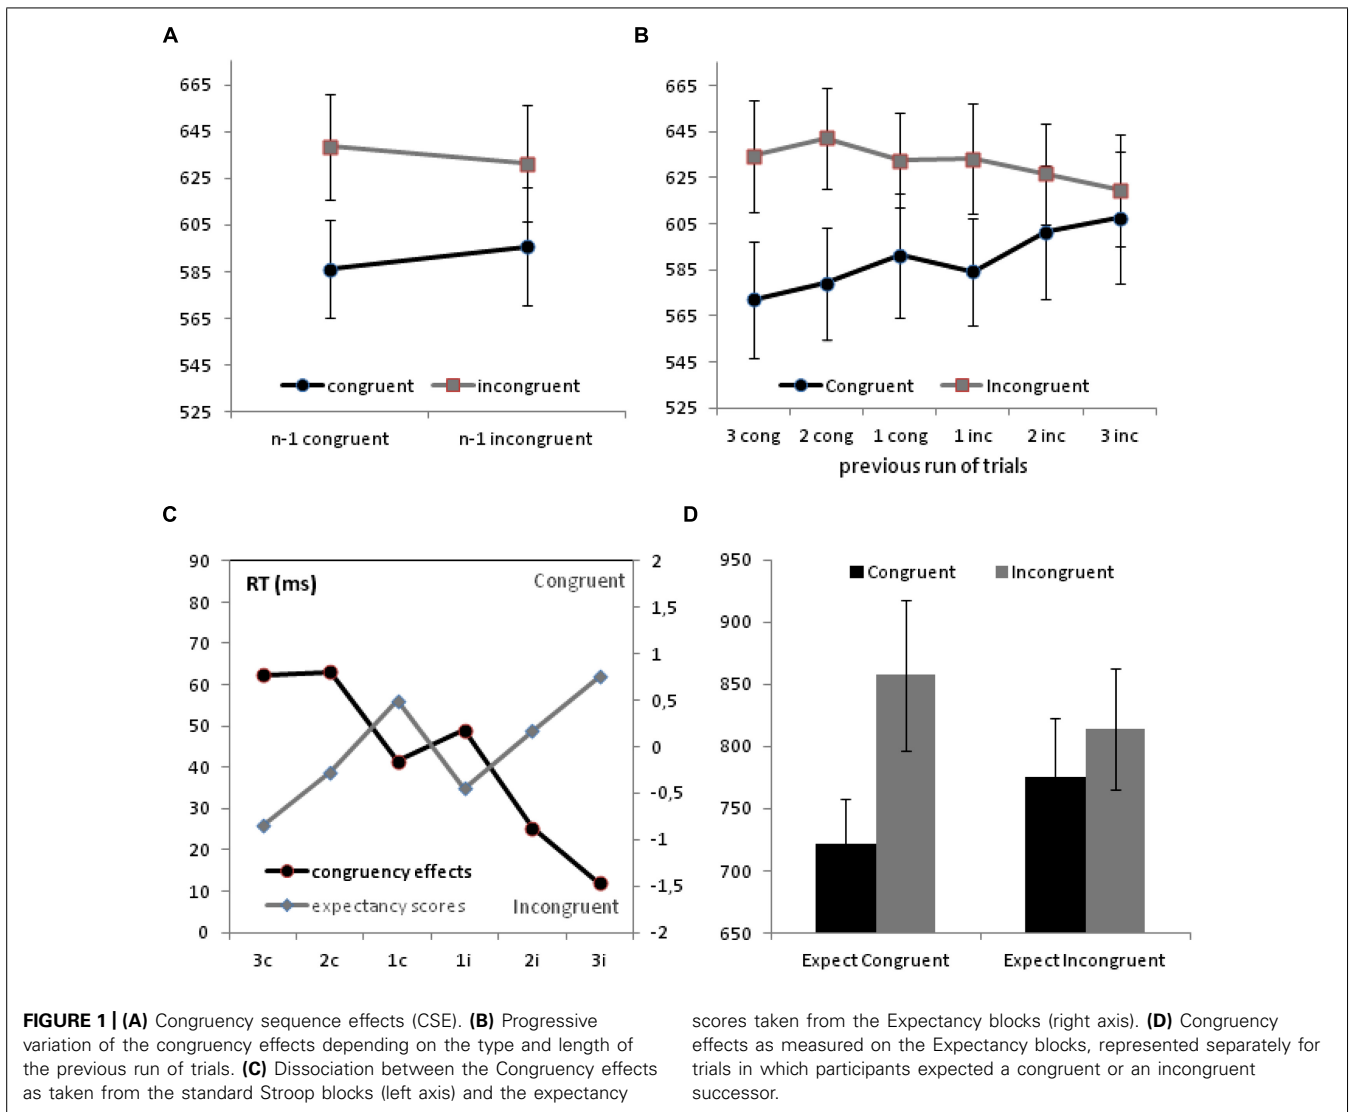 A
665
645
625
605
585
565
545
525
congruent
incongruent
n-1 congruent
n-1 incongruent
B
665
645
625
605
585
565
545
525
Congruent
Incongruent
3 cong
2 cong
1 cong
1 inc
2 inc
3 inc
previous run of trials
C
90
80
70
60
50
40
30
20
10
0
RT (ms)
Congruent
2
1,5
1
0,5
0
-0,5
-1
-1,5
-2
congruency effects
expectancy scores
Incongruent
3c
2c
1c
1i
2i
3i
D
950
900
850
800
750
700
650
Congruent
Incongruent
Expect Congruent
Expect Incongruent
FIGURE 1 | (A) Congruency sequence effects (CSE). (B) Progressive
variation of the congruency effects depending on the type and length of
the previous run of trials. (C) Dissociation between the Congruency effects
as taken from the standard Stroop blocks (left axis) and the expectancy
scores taken from the Expectancy blocks (right axis). (D) Congruency
effects as measured on the Expectancy blocks, represented separately for
trials in which participants expected a congruent or an incongruent
successor.